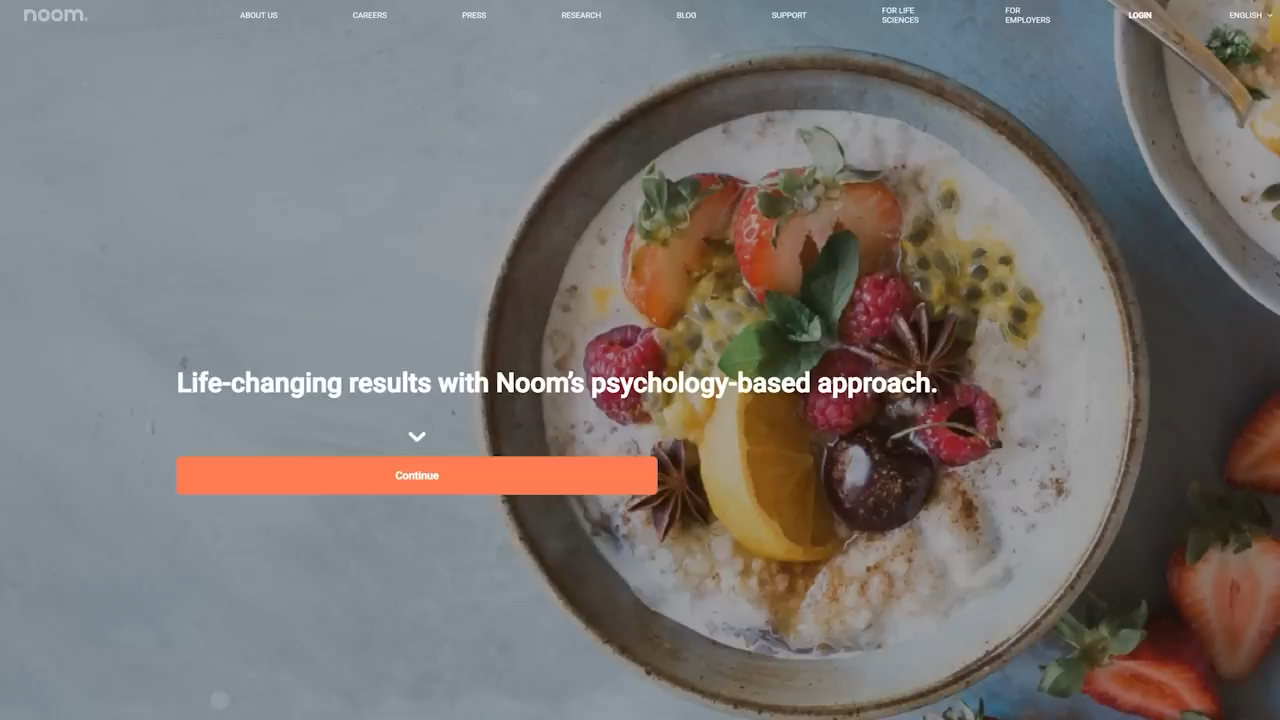 noom.
ABOUT US
CAREERS
PRESS
RESEARCH
BLOG
SUPPORT
FOR LIFE
SCIENCES
FOR
EMPLOYERS
LOGIN
ENGLISH
Life-changing results with Noom’s psychology-based approach.
Continue